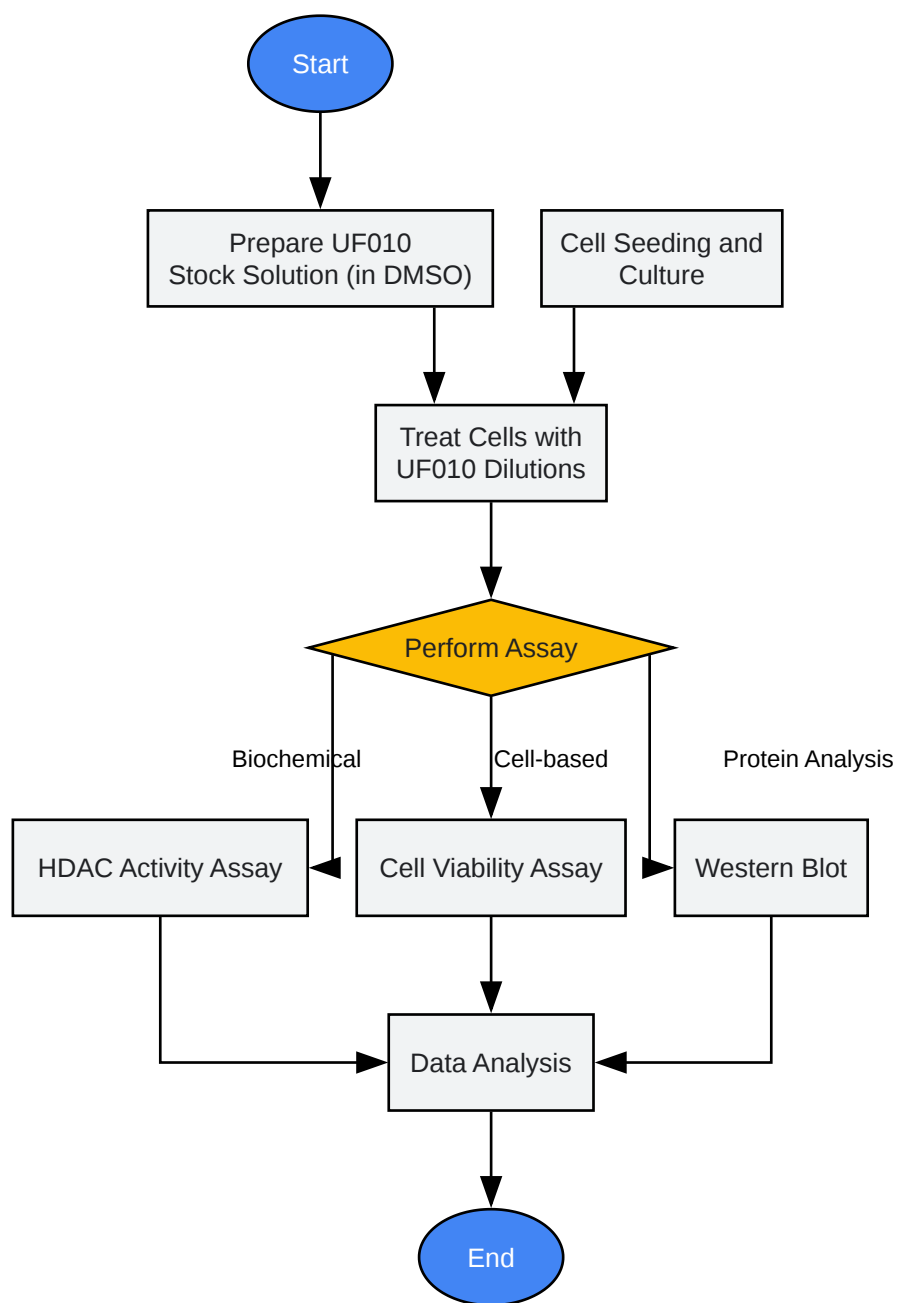 Start
Prepare UF010
Stock Solution (in DMSO)
Cell Seeding and
Culture
Treat Cells with
UF010 Dilutions
Perform Assay
Biochemical
Cell-based
Protein Analysis
HDAC Activity Assay
Cell Viability Assay
Western Blot
Data Analysis
End